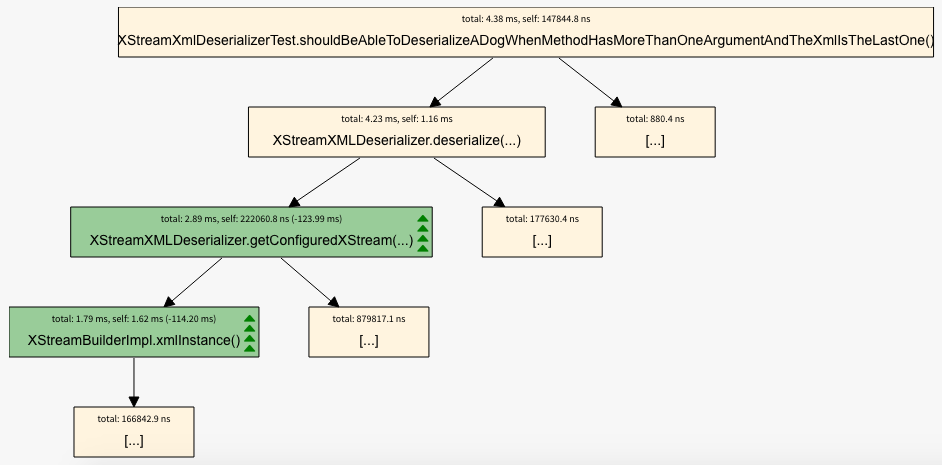 total: 4.38 ms, self: 147844.8 ns
XStreamXmlDeserializerTest.shouldBeAbleToDeserializeADogWhenMethodHasMoreThanOneArgumentAndTheXmlIsTheLastOne()
total: 4.23 ms, self: 1.16 ms
XStreamXMLDeserializer.deserialize(...)
total: 880.4 ns
[...]
total: 2.89 ms, self: 222060.8 ns (-123.99 ms)
XStreamXMLDeserializer.getConfiguredXStream(...)
total: 177630.4 ns
[...]
total: 1.79 ms, self: 1.62 ms (-114.20 ms)
XStreamBuilderImpl.xmlInstance()
total: 879817.1 ns
[...]
total: 166842.9 ns
[...]